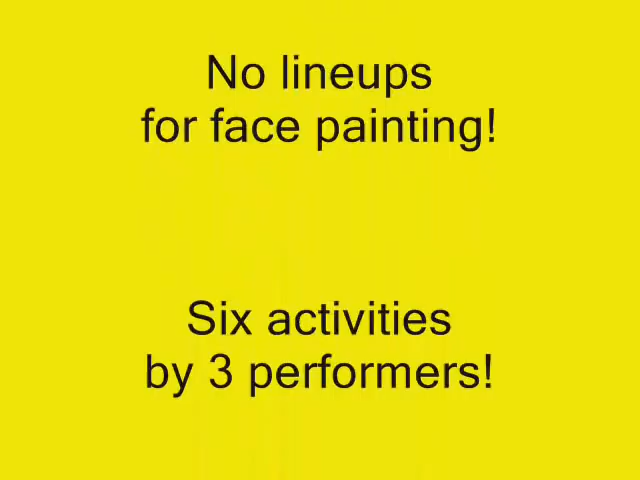 No lineups
for face painting!
Six activities
by 3 performers!